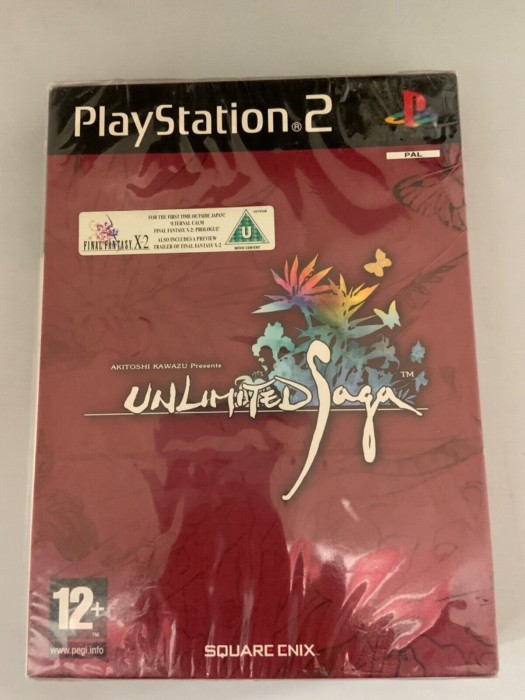 PlayStation®2
PAL
FOR THE FIRST TIME OUTSIDE JAPAN!
'ETERNAL CALM
FINAL FANTASY X-2: PROLOGUE'
ALSO INCLUDES A PREVIEW
TRAILER OF FINAL FANTASY X-2
FINAL FANTASY X-2
U
AKITOSHI KAWAZU Presents
UNLIMITED Saga™
12+
™
www.pegi.info
SQUARE ENIX